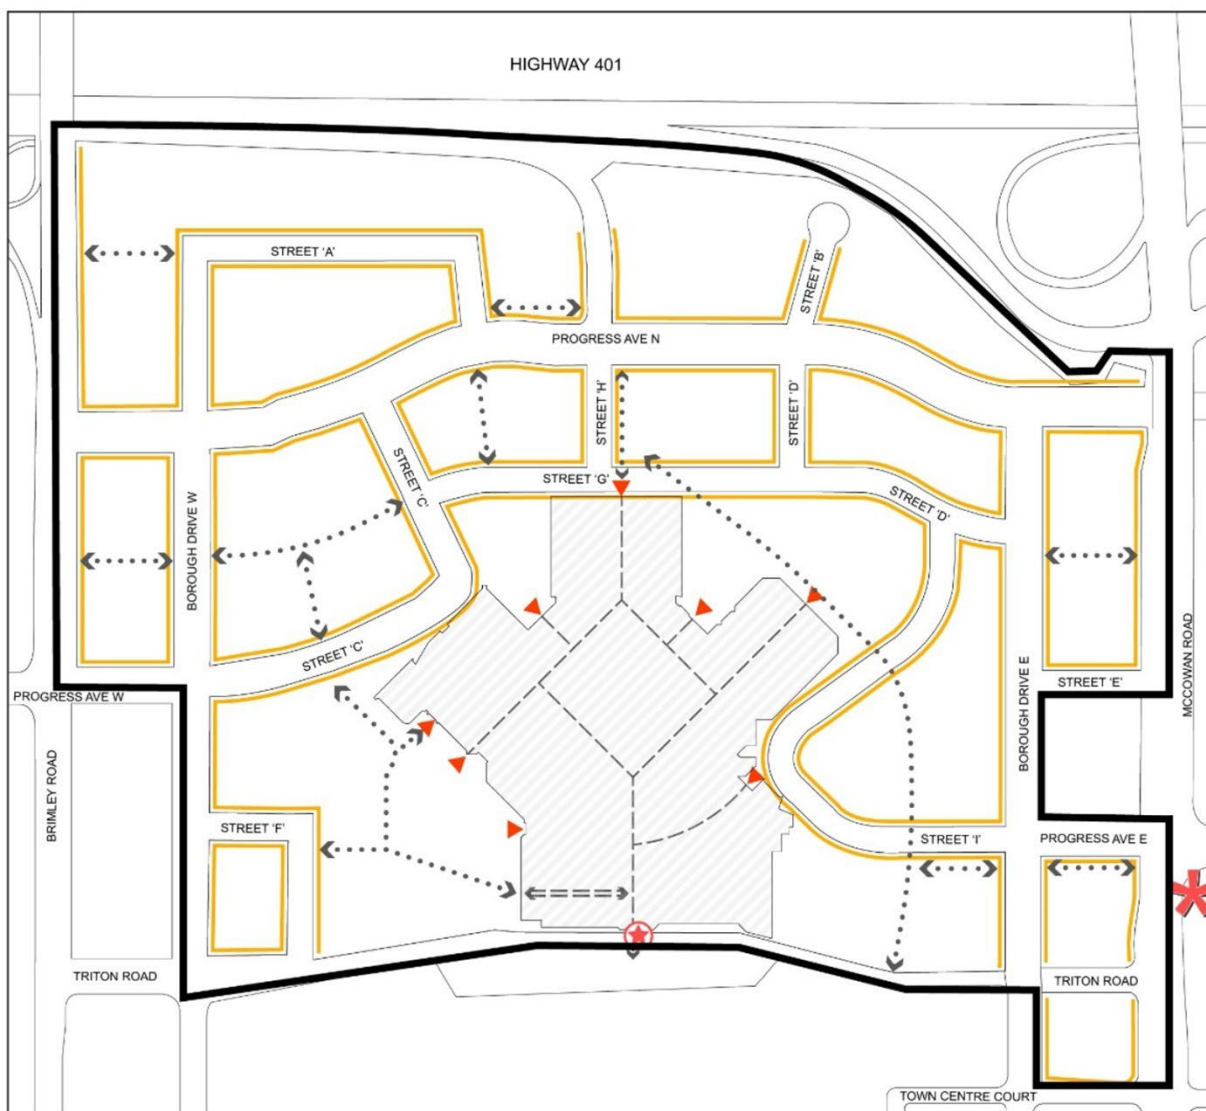 HIGHWAY 401
STREET 'A'
STREET 'B'
PROGRESS AVE N
STREET 'H'
STREET 'D'
STREET 'C'
STREET 'G'
STREET 'D'
BOROUGH DRIVE W
STREET 'C'
BOROUGH DRIVE E
STREET 'E'
MCCOWAN ROAD
PROGRESS AVE W
BRIMLEY ROAD
STREET 'F'
STREET 'I'
PROGRESS AVE E
TRITON ROAD
TRITON ROAD
TOWN CENTRE COURT